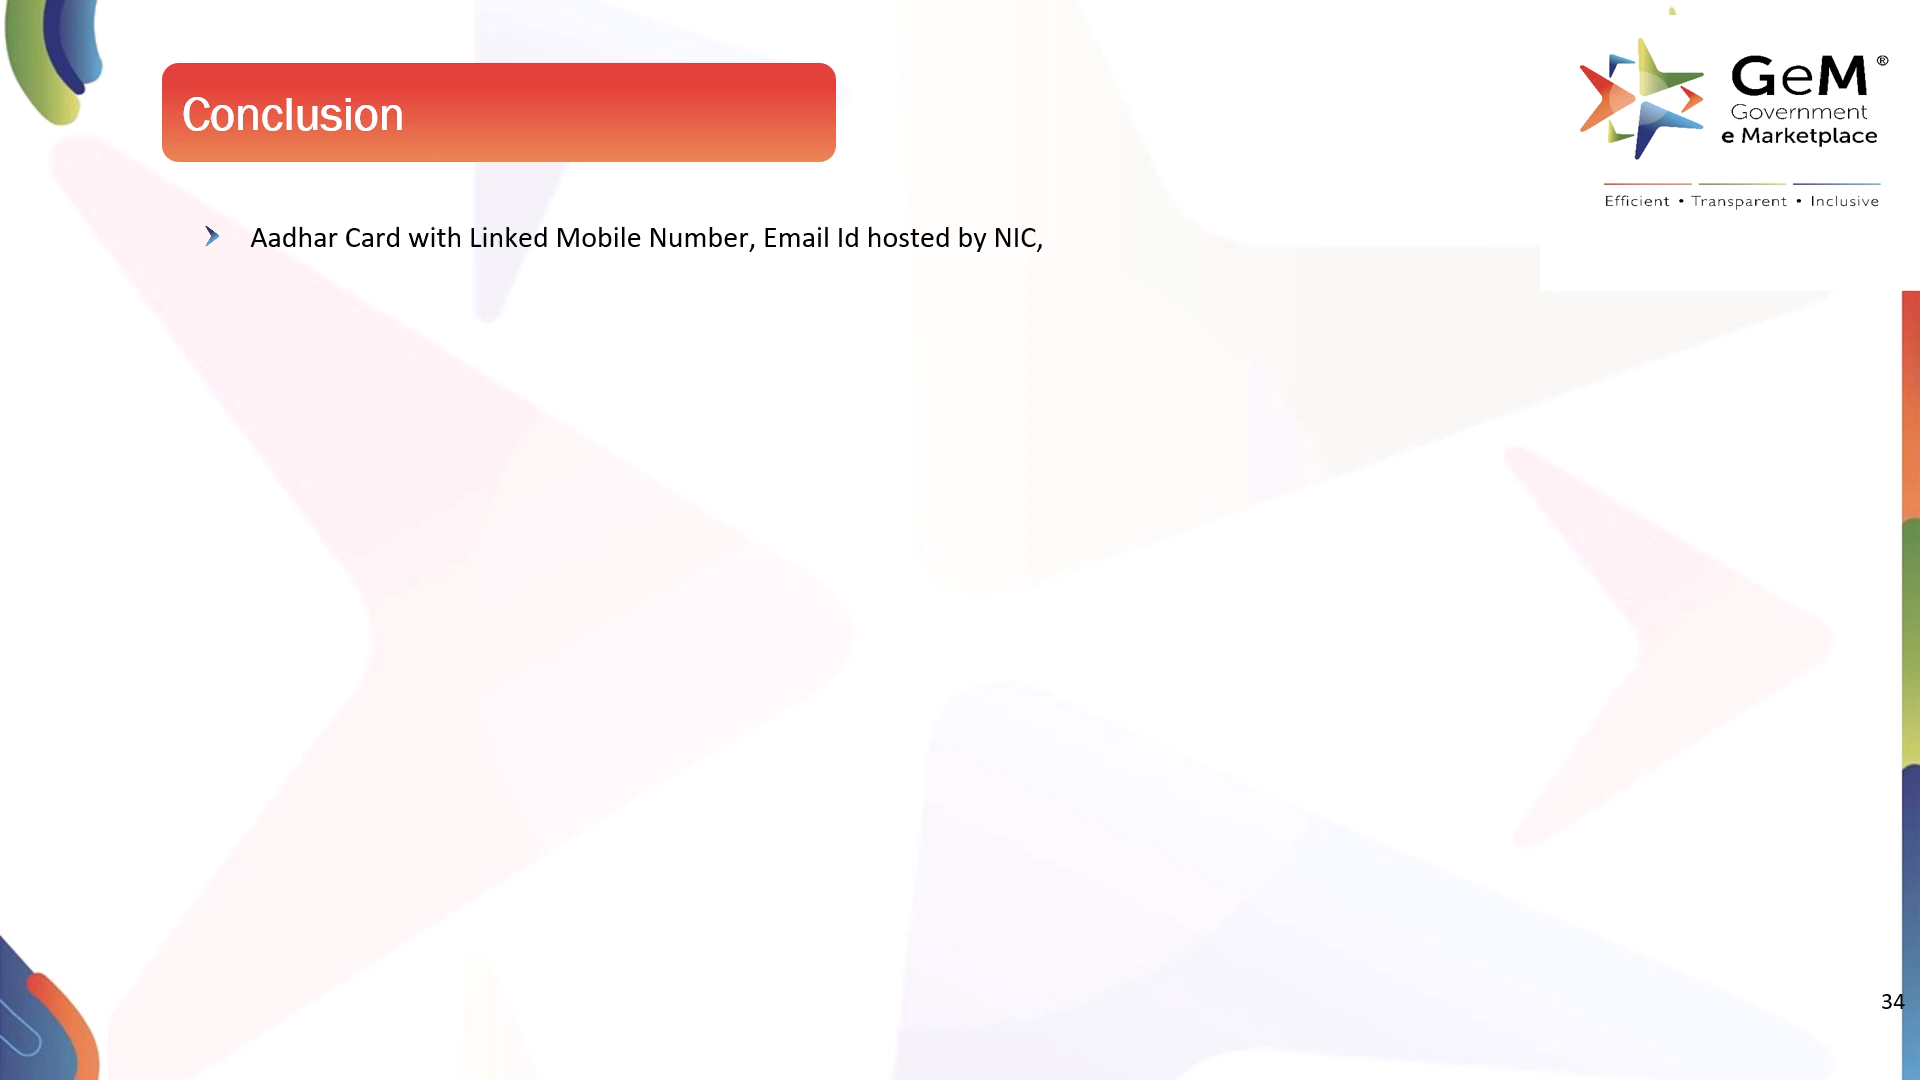 Conclusion
GeM®
Government
e Marketplace
Efficient • Transparent • Inclusive
Aadhar Card with Linked Mobile Number, Email Id hosted by NIC,
34